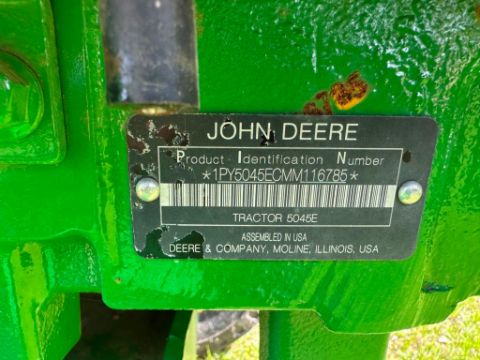 JOHN DEERE
Product Identification Number
*1PY5045ECMM116785*
TRACTOR 5045E
ASSEMBLED IN USA
DEERE & COMPANY, MOLINE, ILLINOIS, USA